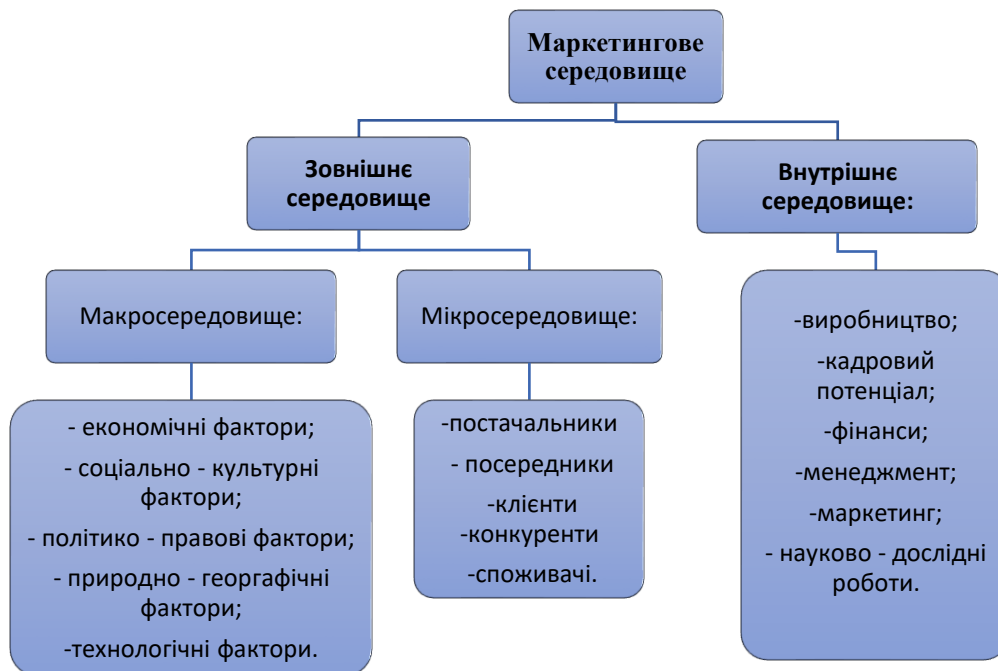 Маркетингове
середовище
Зовнішнє
середовище
Внутрішнє
середовище:
Макросередовище:
Мікросередовище:
- економічні фактори;
- соціально - культурні
фактори;
- політико - правові фактори;
- природно - георгафічні
фактори;
-технологічні фактори.
-постачальники
- посередники
-клієнти
-конкуренти
-споживачі.
-виробництво;
-кадровий
потенціал;
-фінанси;
-менеджмент;
-маркетинг;
- науково - дослідні
роботи.